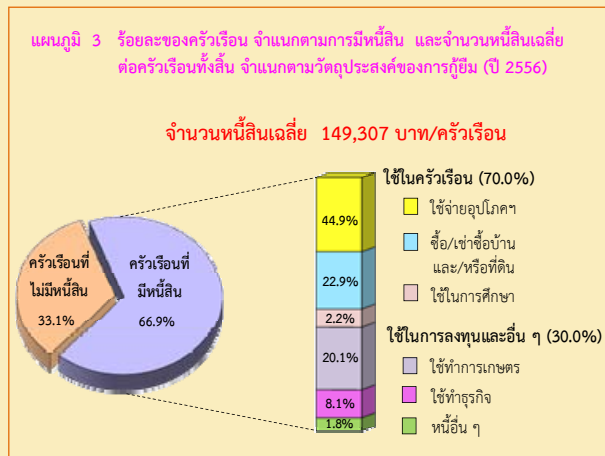 แผนภูมิ 3 ร้อยละของครัวเรือน จำแนกตามการมีหนี้สิน และจำนวนหนี้สินเฉลี่ย
ต่อครัวเรือนทั้งสิ้น จำแนกตามวัตถุประสงค์ของการกู้ยืม (ปี 2556)
จำนวนหนี้สินเฉลี่ย 149,307 บาท/ครัวเรือน
ครัวเรือนที่
ไม่มีหนี้สิน
33.1%
ครัวเรือนที่
มีหนี้สิน
66.9%
44.9%
22.9%
2.2%
20.1%
8.1%
1.8%
ใช้ในครัวเรือน (70.0%)
ใช้จ่ายอุปโภคฯ
ซื้อ/เช่าซื้อบ้าน
และ/หรือที่ดิน
ใช้ในการศึกษา
ใช้ในการลงทุนและอื่น ๆ (30.0%)
ใช้ทำการเกษตร
ใช้ทำธุรกิจ
หนี้อื่น ๆ